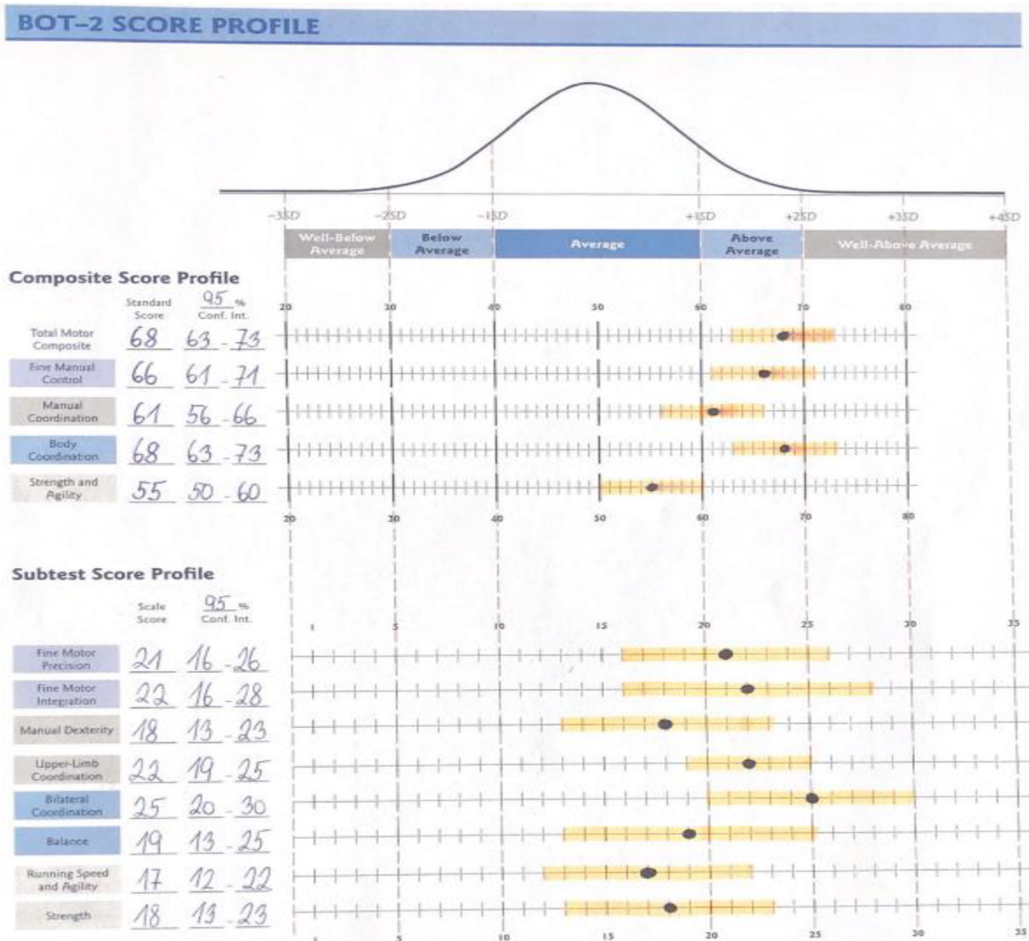 BOT–2 SCORE PROFILE
-3SD -2SD -1SD +1SD +2SD +3SD +4SD
Well-Below Average Below Average Average Above Average Well-Above Average
Composite Score Profile
Standard Score 95 % Conf. Int. 20 30 40 50 60 70 80
Total Motor Composite 68 63 - 73
Fine Manual Control 66 61 - 71
Manual Coordination 61 56 - 66
Body Coordination 68 63 - 73
Strength and Agility 55 50 - 60
20 30 40 50 60 70 80
Subtest Score Profile
Scale Score 95 % Conf. Int. 1 5 10 15 20 25 30 35
Fine Motor Precision 21 16 - 26
Fine Motor Integration 22 16 - 28
Manual Dexterity 18 13 - 23
Upper-Limb Coordination 22 19 - 25
Bilateral Coordination 25 20 - 30
Balance 19 13 - 25
Running Speed and Agility 17 12 - 22
Strength 18 13 - 23
1 5 10 15 20 25 30 35